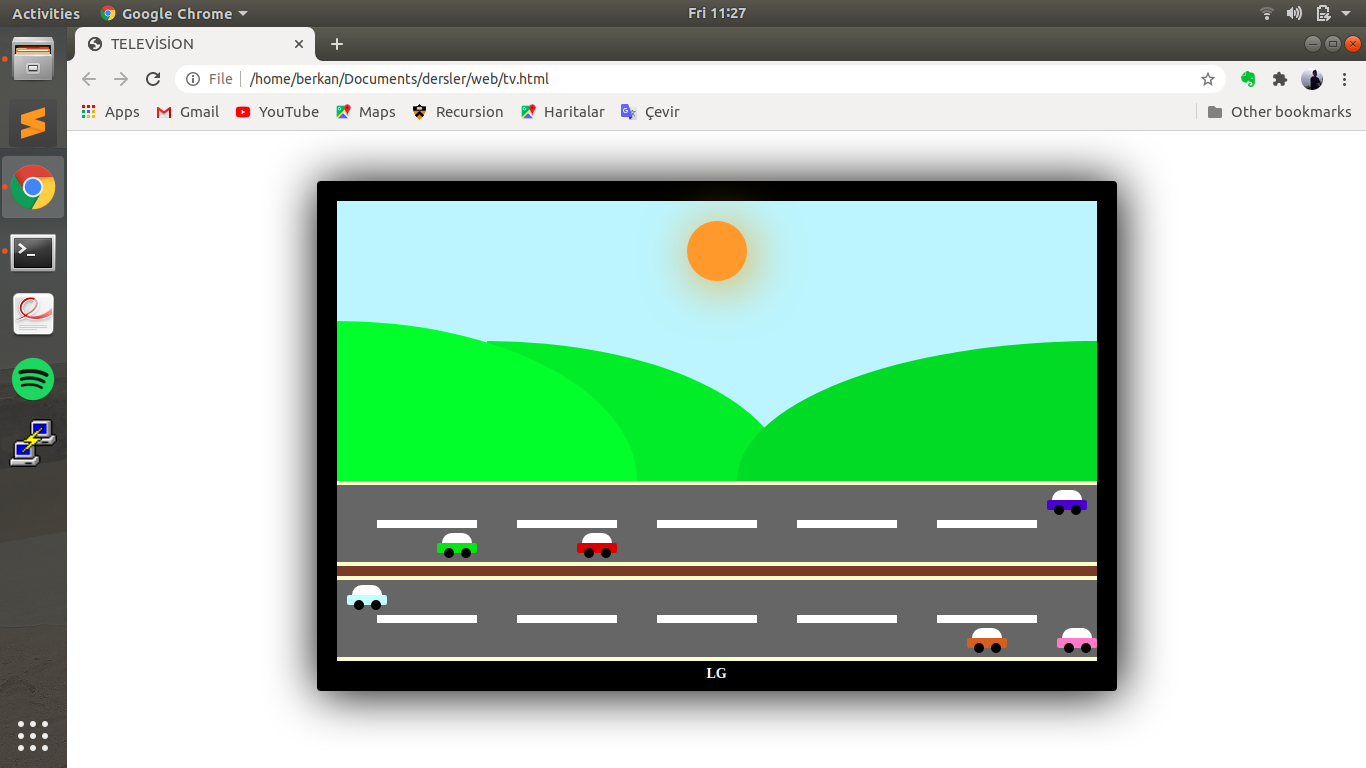 Activities Google Chrome Fri 11:27
TELEVİSİON
File /home/berkan/Documents/dersler/web/tv.html
Apps Gmail YouTube Maps Recursion Haritalar Çevir Other bookmarks
LG